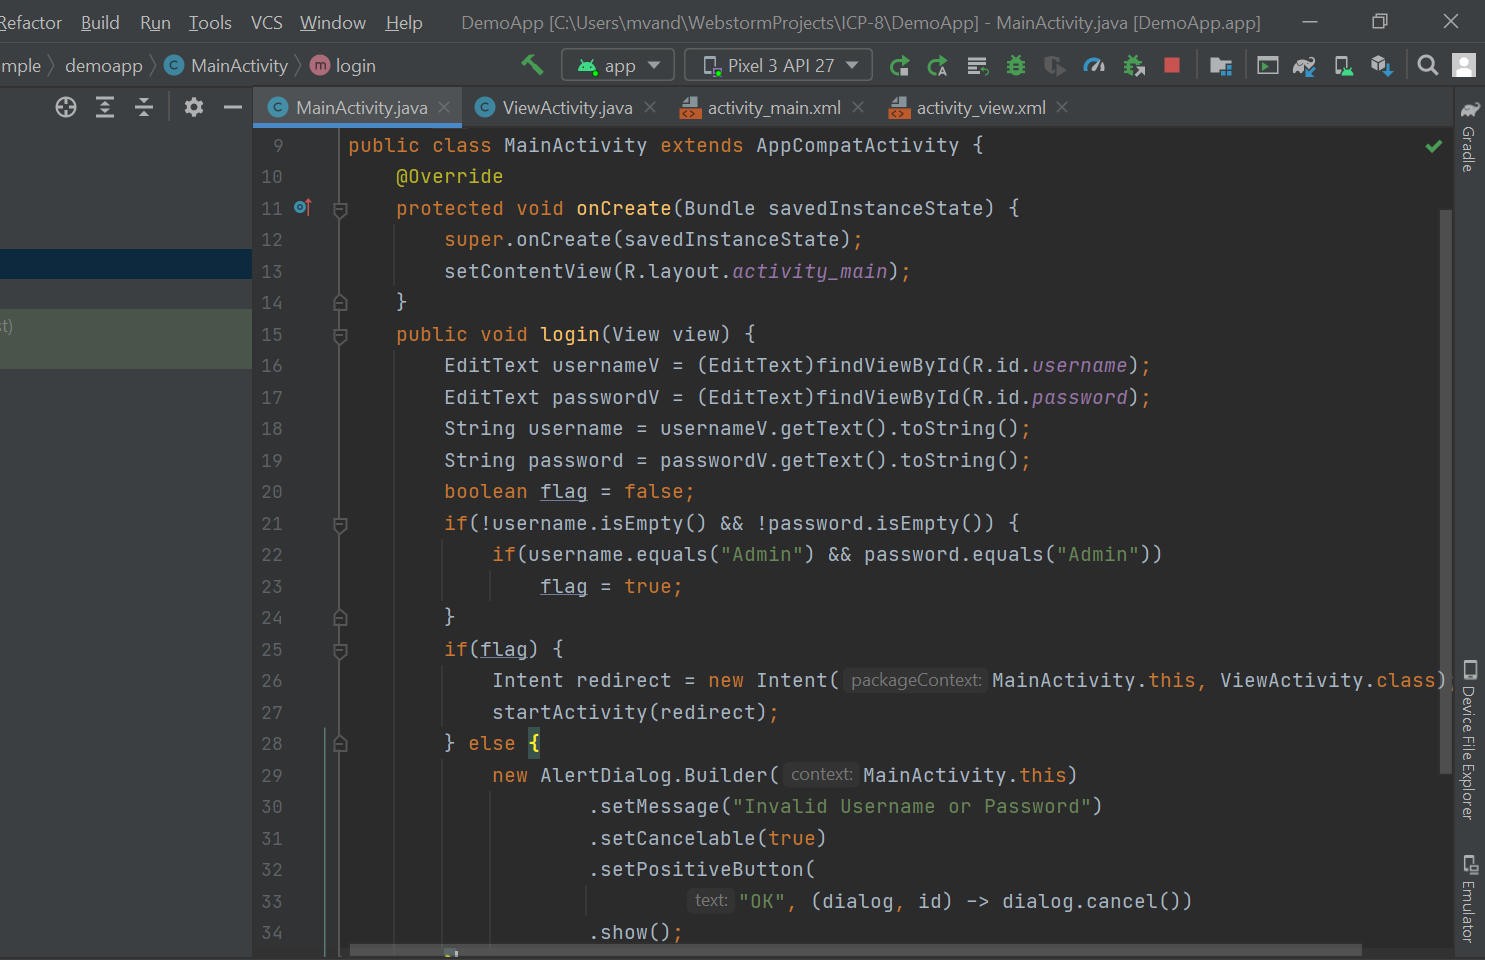 Refactor Build Run Tools VCS Window Help DemoApp [C:\Users\mvand\WebstormProjects\ICP-8\DemoApp] - MainActivity.java [DemoApp.app]
mple demoapp C MainActivity m login app Pixel 3 API 27
C MainActivity.java C ViewActivity.java activity_main.xml activity_view.xml
9 public class MainActivity extends AppCompatActivity {
10 @Override
11 protected void onCreate(Bundle savedInstanceState) {
12 super.onCreate(savedInstanceState);
13 setContentView(R.layout.activity_main);
14 }
15 public void login(View view) {
16 EditText usernameV = (EditText)findViewById(R.id.username);
17 EditText passwordV = (EditText)findViewById(R.id.password);
18 String username = usernameV.getText().toString();
19 String password = passwordV.getText().toString();
20 boolean flag = false;
21 if(!username.isEmpty() && !password.isEmpty()) {
22 if(username.equals("Admin") && password.equals("Admin"))
23 flag = true;
24 }
25 if(flag) {
26 Intent redirect = new Intent( packageContext: MainActivity.this, ViewActivity.class);
27 startActivity(redirect);
28 } else {
29 new AlertDialog.Builder( context: MainActivity.this)
30 .setMessage("Invalid Username or Password")
31 .setCancelable(true)
32 .setPositiveButton(
33 text: "OK", (dialog, id) -> dialog.cancel())
34 .show();
st)
Gradle
Device File Explorer
Emulator